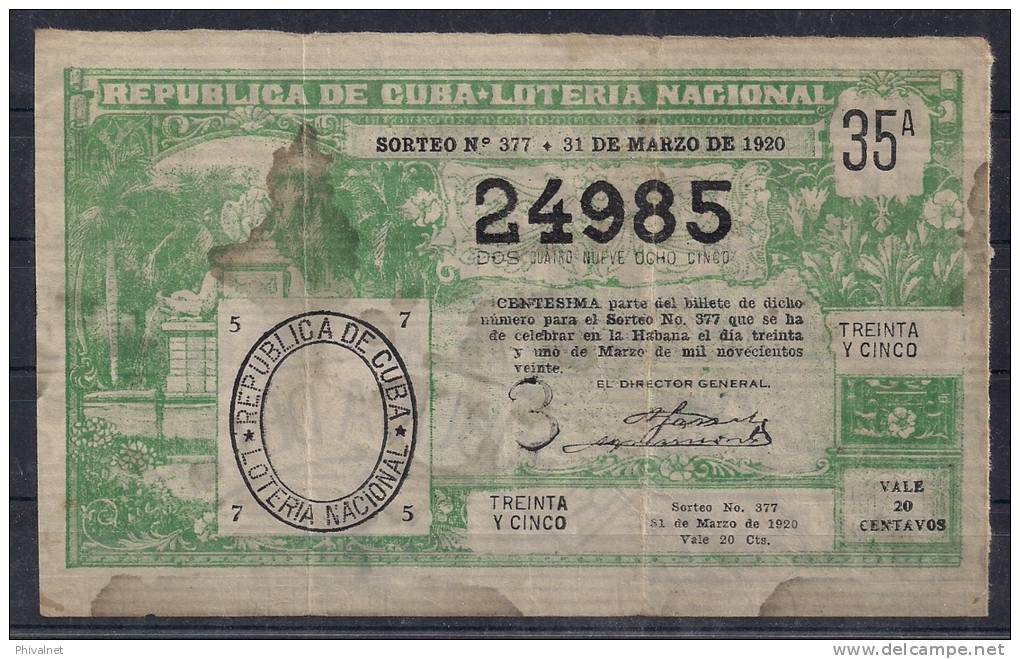 REPUBLICA DE CUBA★LOTERIA NACIONAL
SORTEO Nº 377 ✦ 31 DE MARZO DE 1920
35A
24985
DOS CUATRO NUEVE OCHO CINCO
CENTESIMA parte del billete de dicho
número para el Sorteo No. 377 que se ha
de celebrar en la Habana el día treinta
y uno de Marzo de mil novecientos
veinte.
EL DIRECTOR GENERAL.
TREINTA
Y CINCO
5 7
★ REPUBLICA DE CUBA ★
LOTERIA NACIONAL
7 5
3
TREINTA
Y CINCO
Sorteo No. 377
31 de Marzo de 1920
Vale 20 Cts.
VALE
20
CENTAVOS
Phivalnet
www.delcampe.net